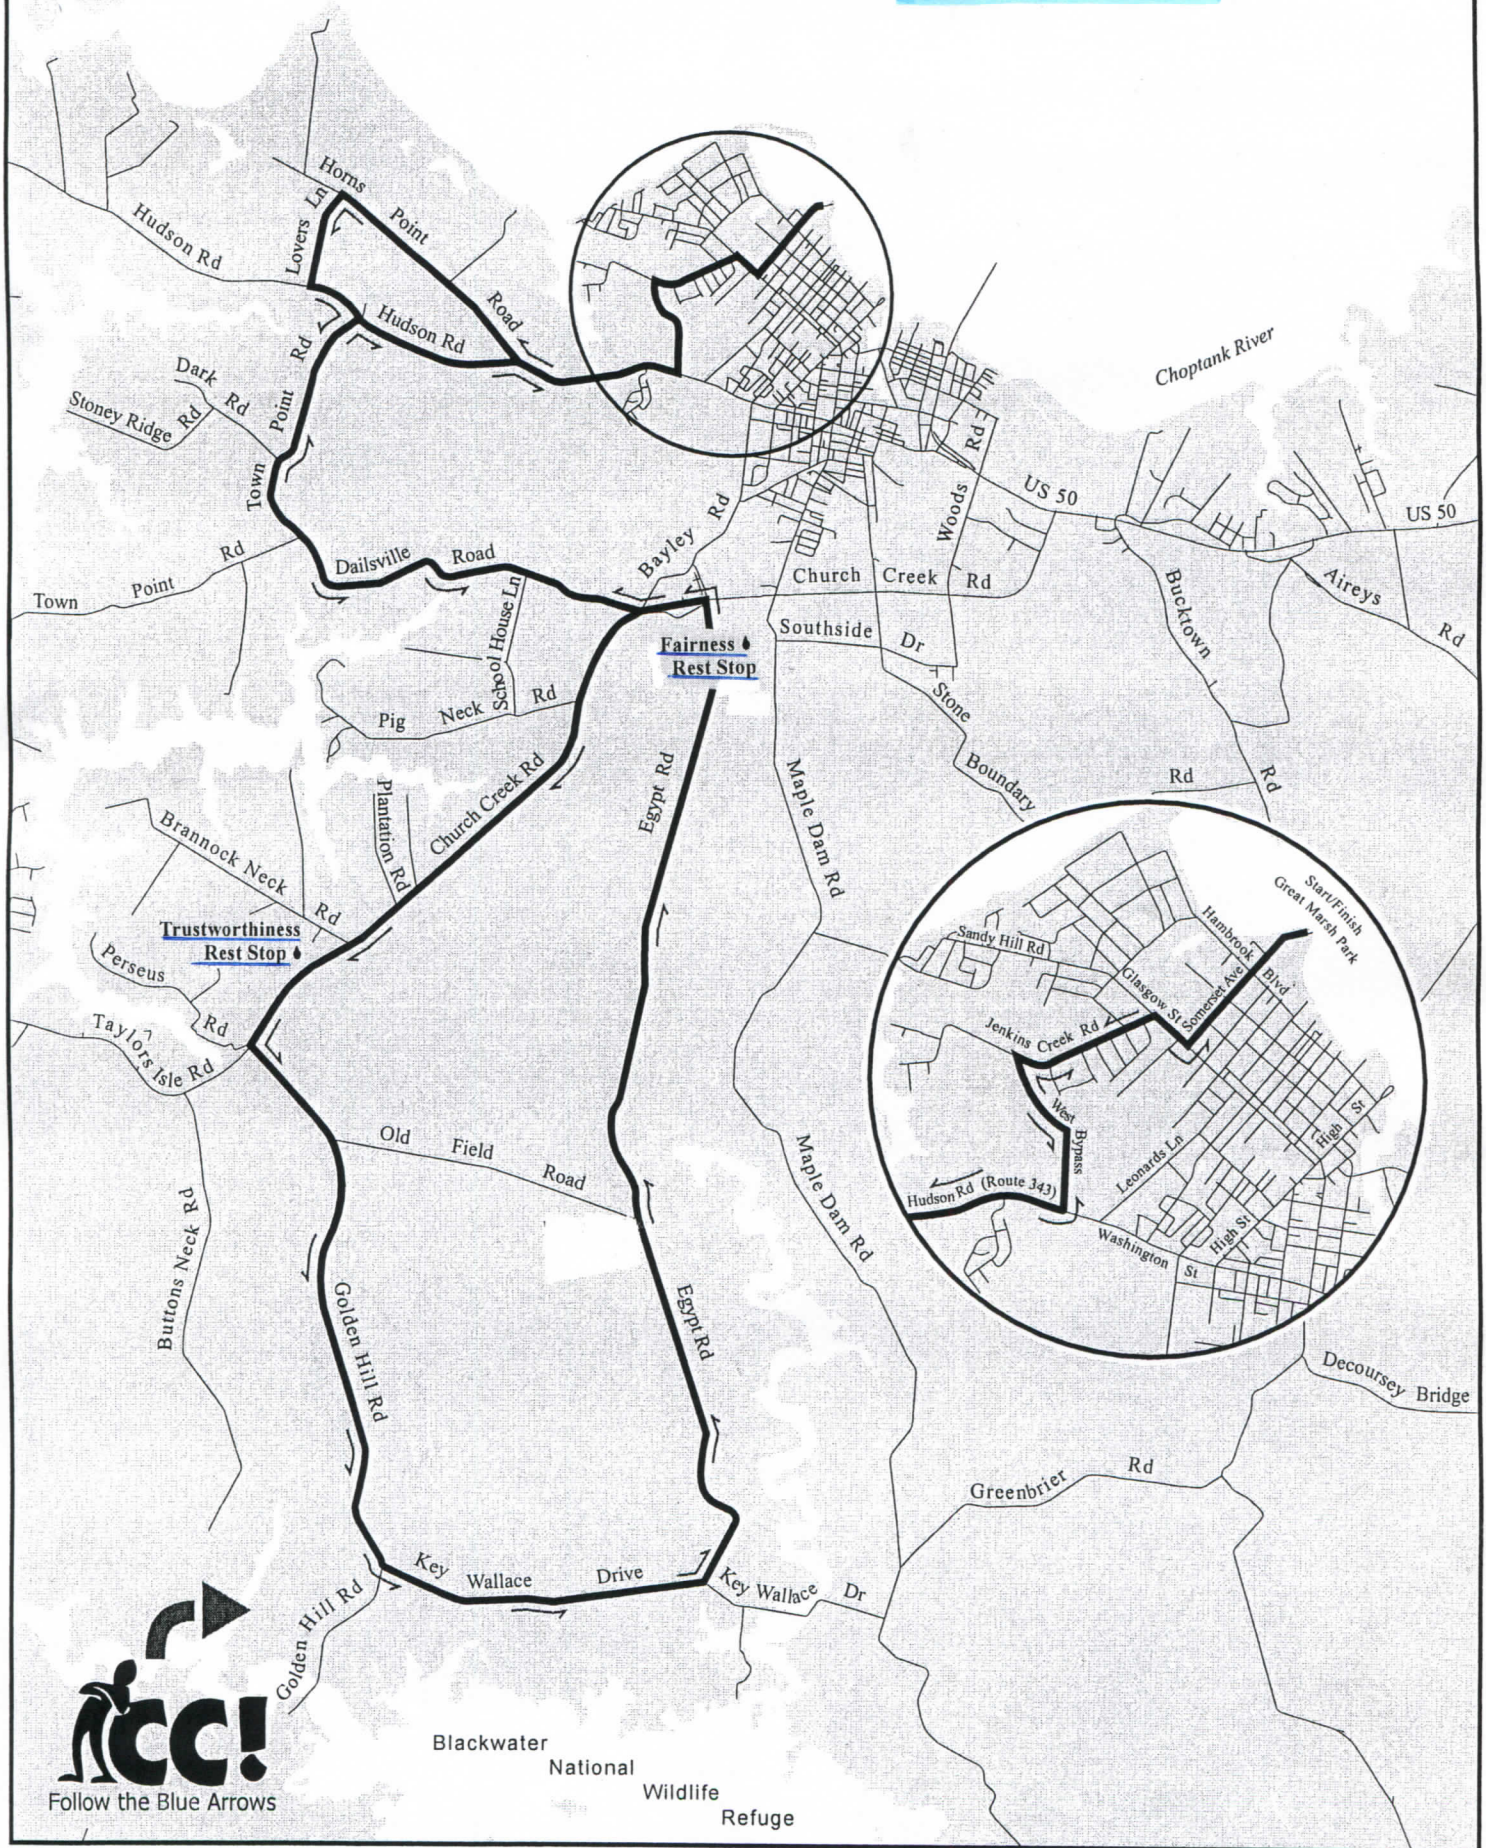 Horns
Point
Road
Lovers Ln
Hudson Rd
Hudson Rd
Dark Rd
Stoney Ridge Rd
Town Point Rd
Town Point Rd
Dailsville Road
School House Ln
Bayley Rd
Choptank River
US 50
US 50
Woods Rd
Church Creek Rd
Southside Dr
Stone Boundary Rd
Bucktown Rd
Aireys Rd
Fairness
Rest Stop
Pig Neck Rd
Church Creek Rd
Plantation Rd
Brannock Neck Rd
Egypt Rd
Maple Dam Rd
Trustworthiness
Rest Stop
Perseus Rd
Taylors Isle Rd
Old Field Road
Buttons Neck Rd
Golden Hill Rd
Egypt Rd
Maple Dam Rd
Start/Finish
Great Marsh Park
Hambrook Blvd
Sandy Hill Rd
Glasgow St
Somerset Ave
Jenkins Creek Rd
West Bypass
Leonards Ln
High St
Hudson Rd (Route 343)
High St
Washington St
Decoursey Bridge
Greenbrier Rd
Key Wallace Drive
Key Wallace Dr
Golden Hill Rd
CC!
Follow the Blue Arrows
Blackwater
National
Wildlife
Refuge